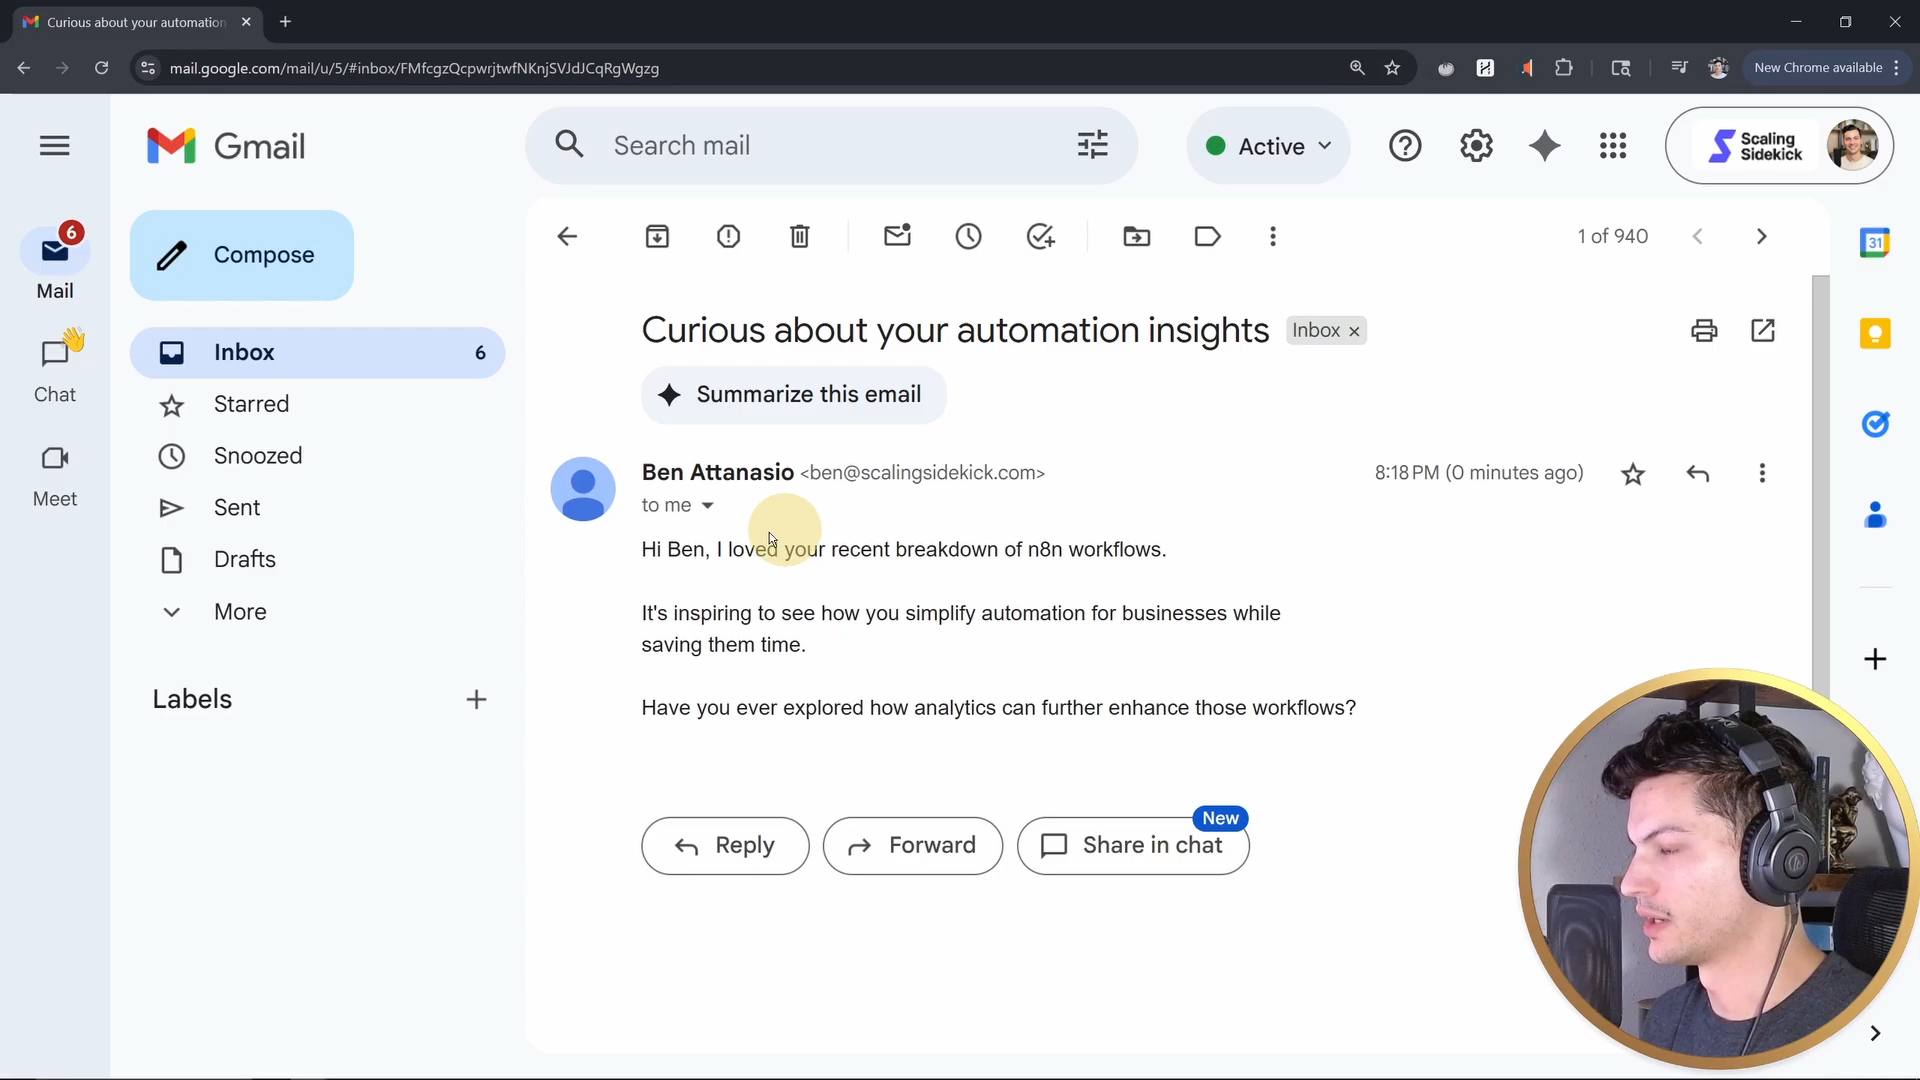 Curious about your automation
mail.google.com/mail/u/5/#inbox/FMfcgzQcpwrjtwfNKnjSVJdJCqRgWgzg
New Chrome available
Gmail
Search mail
Active
Scaling
Sidekick
6
Mail
Compose
1 of 940
31
Inbox 6
Curious about your automation insights
Inbox
Chat
Summarize this email
Starred
Snoozed
Ben Attanasio <ben@scalingsidekick.com>
8:18 PM (0 minutes ago)
Meet
to me
Sent
Hi Ben, I loved your recent breakdown of n8n workflows.
Drafts
More
It's inspiring to see how you simplify automation for businesses while
saving them time.
Labels
Have you ever explored how analytics can further enhance those workflows?
New
Reply
Forward
Share in chat